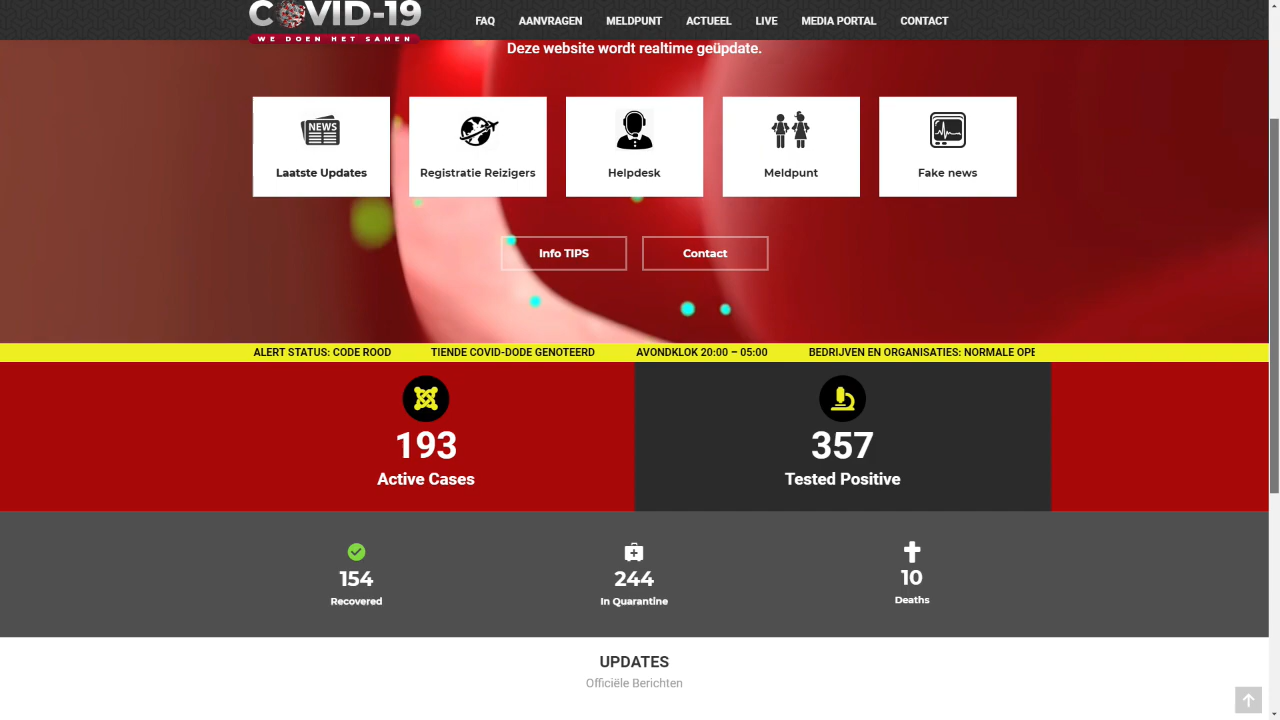 COVID-19
WE DOEN HET SAMEN
FAQ AANVRAGEN MELDPUNT ACTUEEL LIVE MEDIA PORTAL CONTACT
Deze website wordt realtime geüpdate.
NEWS
Laatste Updates
Registratie Reizigers
Helpdesk
Meldpunt
Fake news
Info TIPS
Contact
ALERT STATUS: CODE ROOD TIENDE COVID-DODE GENOTEERD AVONDKLOK 20:00 – 05:00 BEDRIJVEN EN ORGANISATIES: NORMALE OPE
193
Active Cases
357
Tested Positive
154
Recovered
244
In Quarantine
10
Deaths
UPDATES
Officiële Berichten